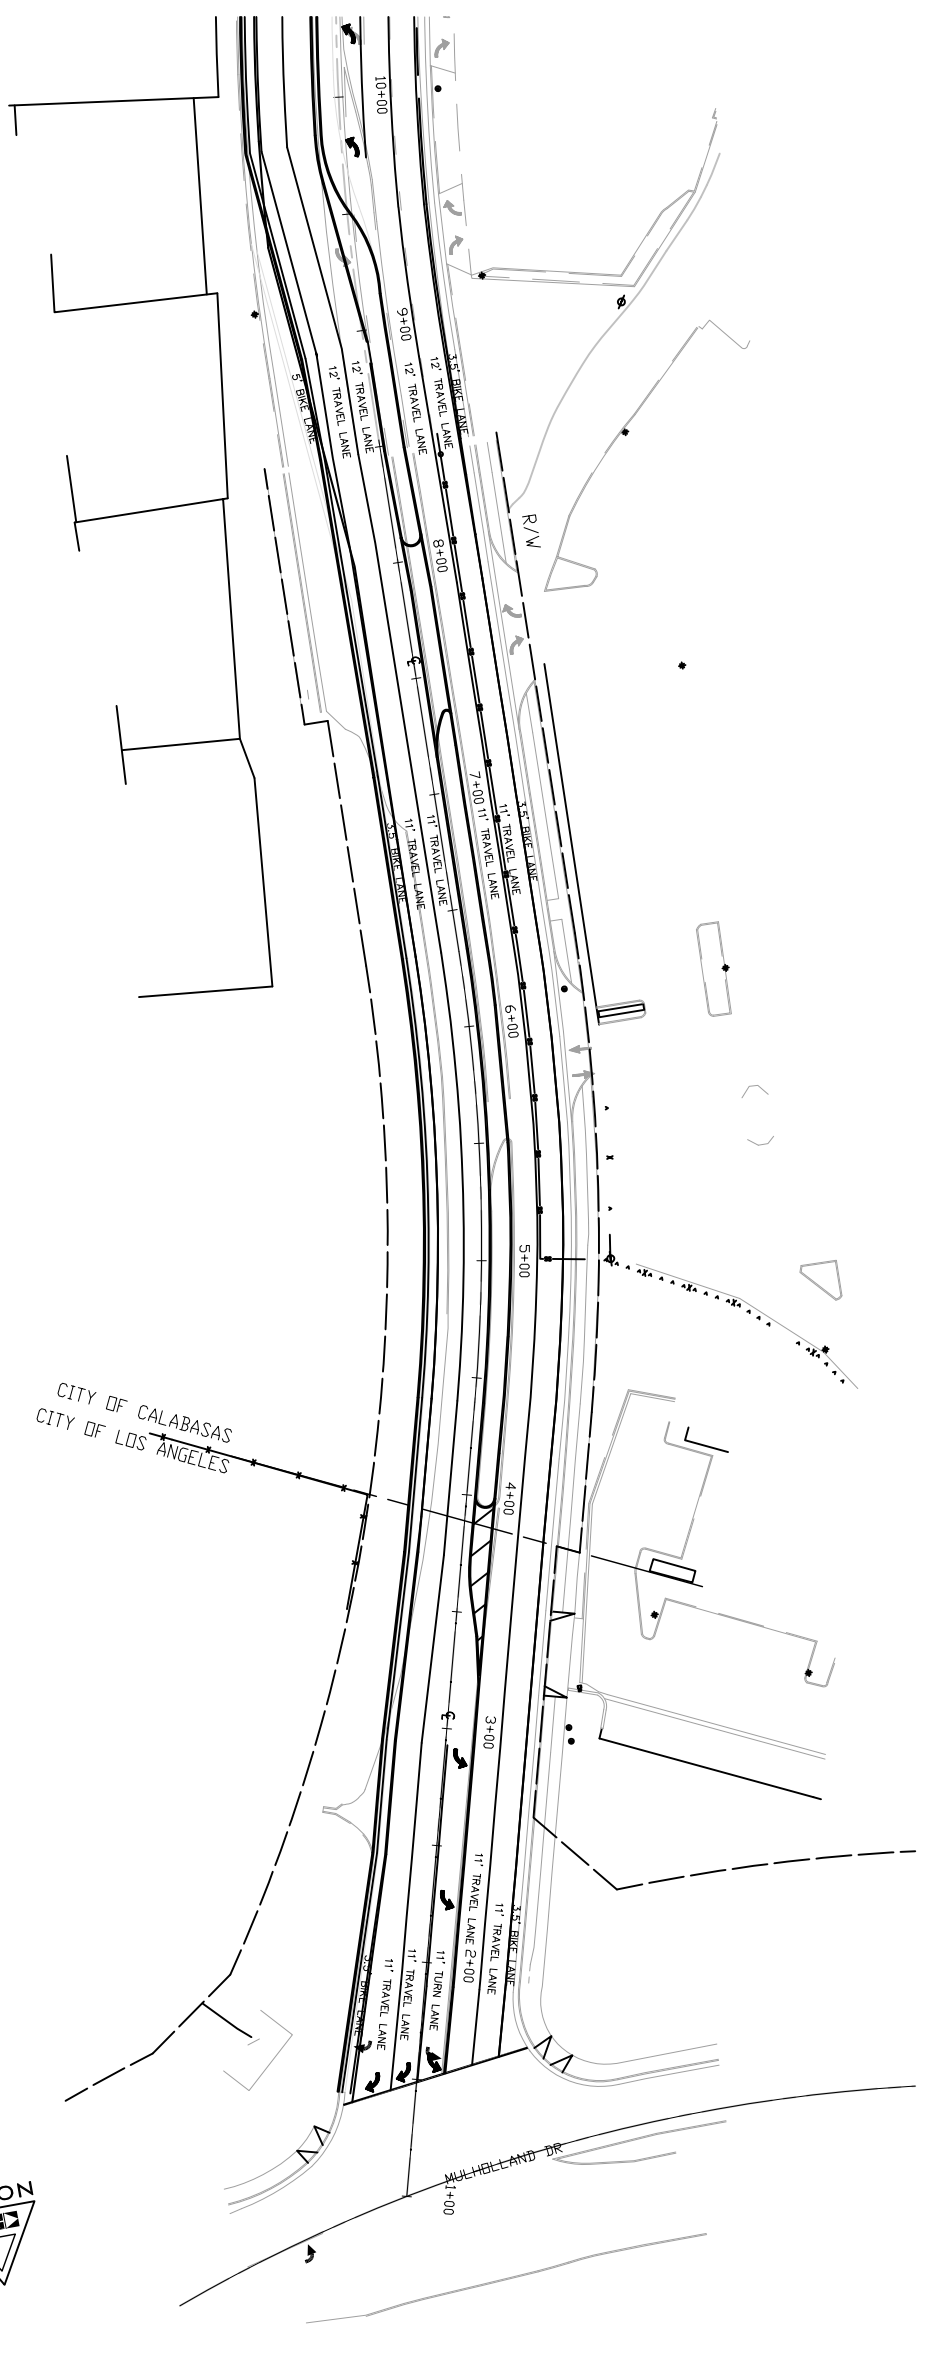 10+00
9+00
5' BIKE LANE
12' TRAVEL LANE
12' TRAVEL LANE
12' TRAVEL LANE
12' TRAVEL LANE
3.5' BIKE LANE
R/W
8+00
7+00
3.5' BIKE LANE
11' TRAVEL LANE
11' TRAVEL LANE
11' TRAVEL LANE
11' TRAVEL LANE
3.5' BIKE LANE
6+00
5+00
CITY OF CALABASAS
CITY OF LOS ANGELES
4+00
3+00
3.5' BIKE LANE
11' TRAVEL LANE
11' TRAVEL LANE
11' TURN LANE
11' TRAVEL LANE
2+00
11' TRAVEL LANE
3.5' BIKE LANE
MULHOLLAND DR
1+00